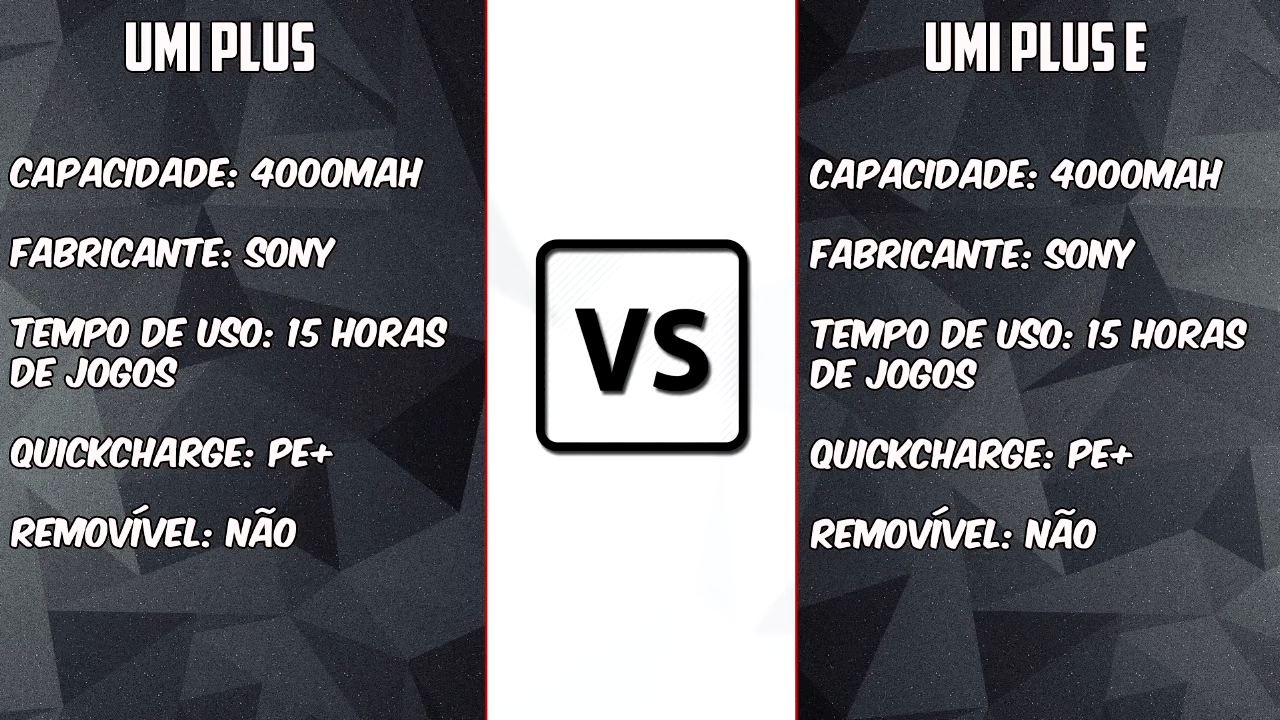 UMI PLUS
CAPACIDADE: 4000MAH
FABRICANTE: SONY
TEMPO DE USO: 15 HORAS
DE JOGOS
QUICKCHARGE: PE+
REMOVÍVEL: NÃO
VS
UMI PLUS E
CAPACIDADE: 4000MAH
FABRICANTE: SONY
TEMPO DE USO: 15 HORAS
DE JOGOS
QUICKCHARGE: PE+
REMOVÍVEL: NÃO